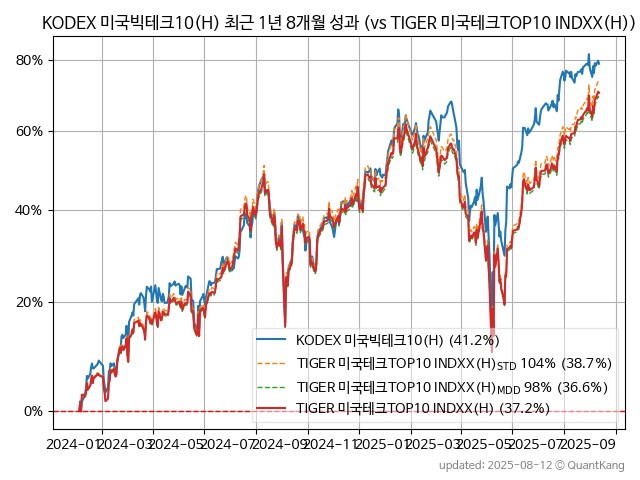 KODEX 미국빅테크10(H) 최근 1년 8개월 성과 (vs TIGER 미국테크TOP10 INDXX(H))
80%
60%
40%
20%
0%
KODEX 미국빅테크10(H) (41.2%)
TIGER 미국테크TOP10 INDXX(H)STD 104% (38.7%)
TIGER 미국테크TOP10 INDXX(H)MDD 98% (36.6%)
TIGER 미국테크TOP10 INDXX(H) (37.2%)
2024-01 2024-03 2024-05 2024-07 2024-09 2024-11 2025-01 2025-03 2025-05 2025-07 2025-09
updated: 2025-08-12 © QuantKang